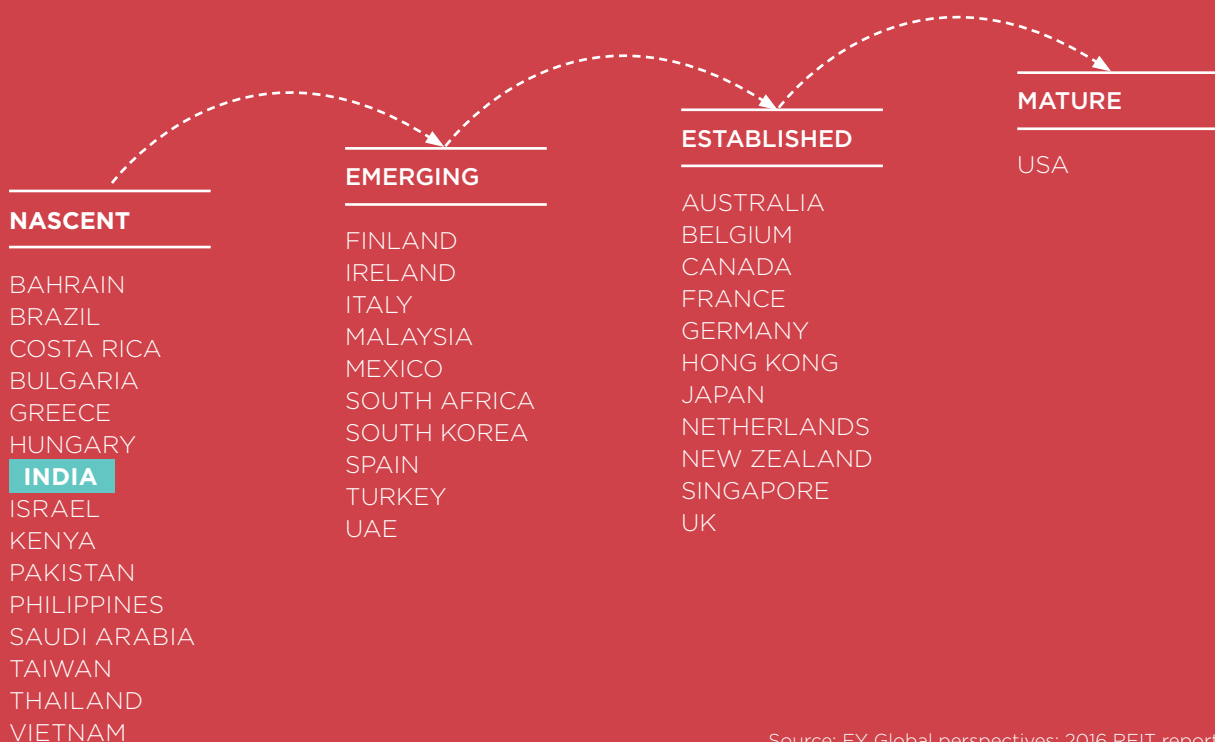 NASCENT
BAHRAIN
BRAZIL
COSTA RICA
BULGARIA
GREECE
HUNGARY
INDIA
ISRAEL
KENYA
PAKISTAN
PHILIPPINES
SAUDI ARABIA
TAIWAN
THAILAND
VIETNAM
EMERGING
FINLAND
IRELAND
ITALY
MALAYSIA
MEXICO
SOUTH AFRICA
SOUTH KOREA
SPAIN
TURKEY
UAE
ESTABLISHED
AUSTRALIA
BELGIUM
CANADA
FRANCE
GERMANY
HONG KONG
JAPAN
NETHERLANDS
NEW ZEALAND
SINGAPORE
UK
MATURE
USA
Source: EY Global perspectives: 2016 REIT report